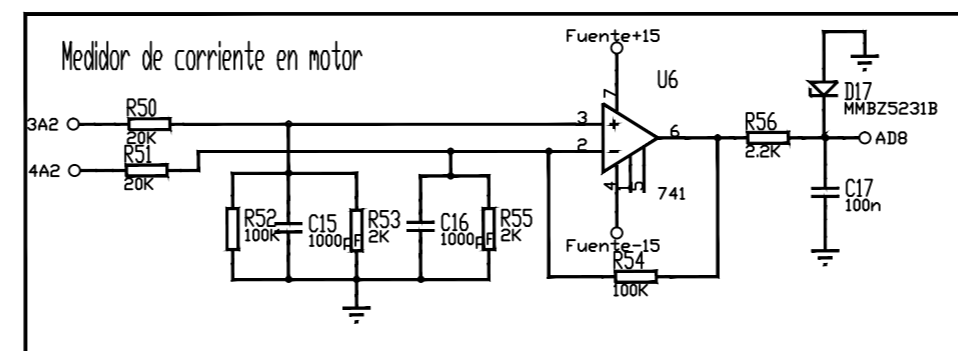 Medidor de corriente en motor
Fuente+15
U6
3A2
R50
20K
4A2
R51
20K
3
2
7
6
4
1
5
741
Fuente-15
R52
100K
C15
1000pF
R53
2K
C16
1000pF
R55
2K
R54
100K
R56
2.2K
D17
MMBZ5231B
AD8
C17
100n